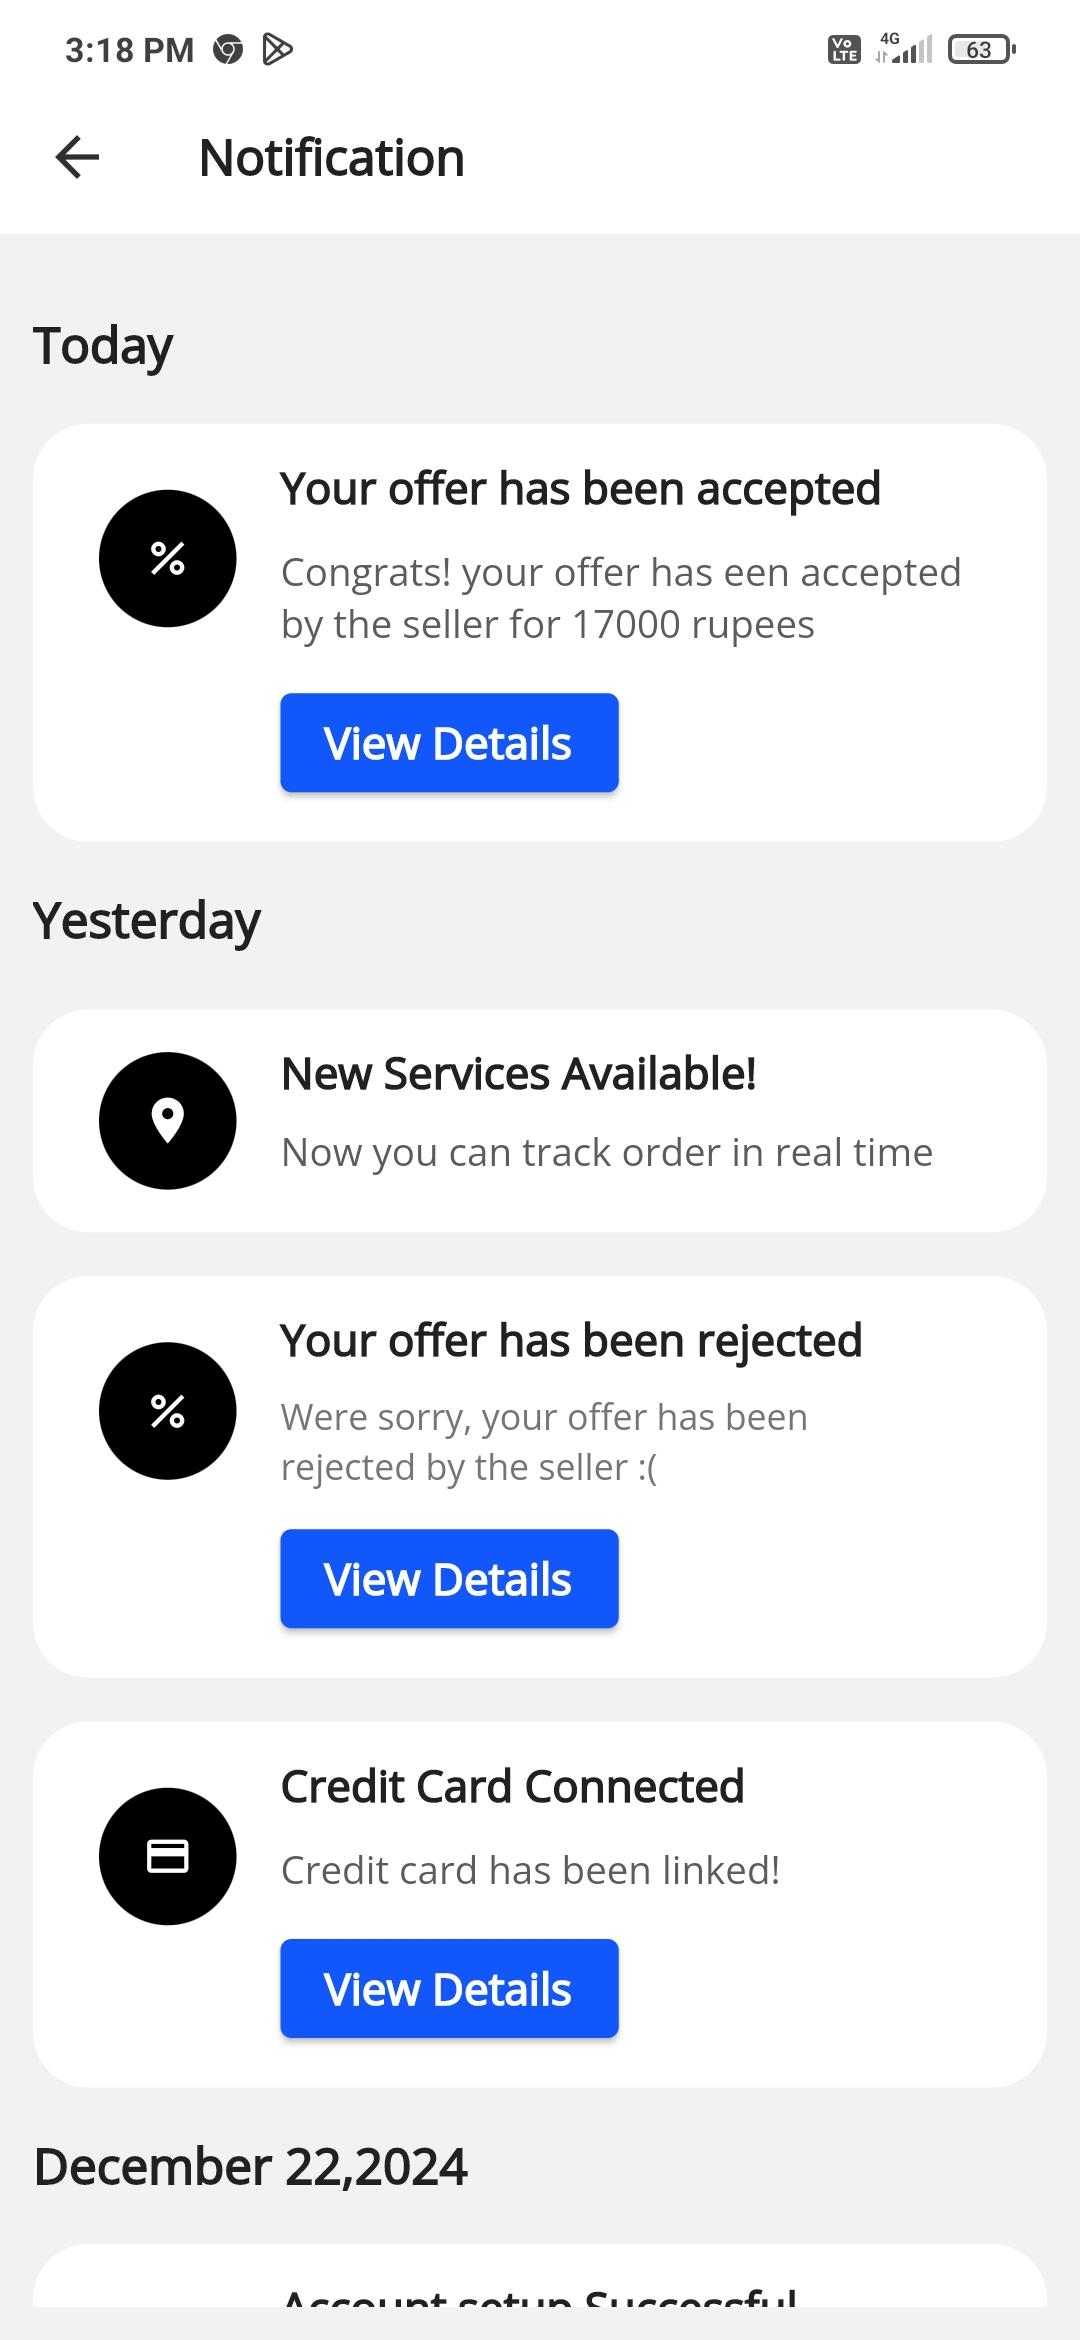 3:18 PM
Vo LTE 4G 63
Notification
Today
Your offer has been accepted
Congrats! your offer has een accepted
by the seller for 17000 rupees
View Details
Yesterday
New Services Available!
Now you can track order in real time
Your offer has been rejected
Were sorry, your offer has been
rejected by the seller :(
View Details
Credit Card Connected
Credit card has been linked!
View Details
December 22,2024
Account setup Successful